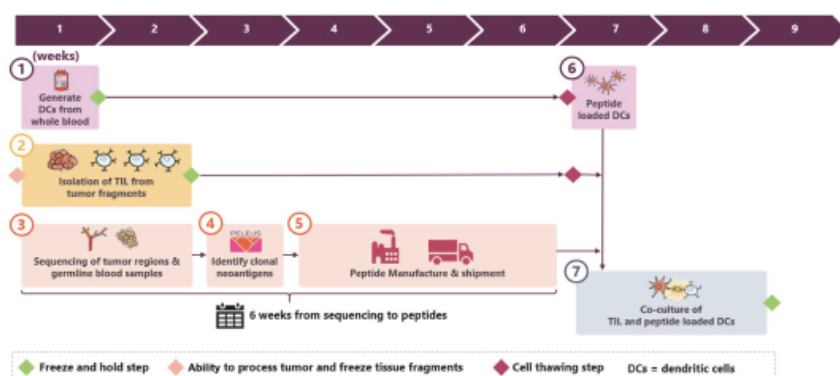 1 2 3 4 5 6 7 8 9
(weeks)
1
Generate
DCs from
whole blood
6
Peptide
loaded DCs
2
Isolation of TIL from
tumor fragments
3
Sequencing of tumor regions &
germline blood samples
4
PELEUS
Identify clonal
neoantigens
5
Peptide Manufacture & shipment
7
Co-culture of
TIL and peptide loaded DCs
6 weeks from sequencing to peptides
Freeze and hold step Ability to process tumor and freeze tissue fragments Cell thawing step DCs = dendritic cells